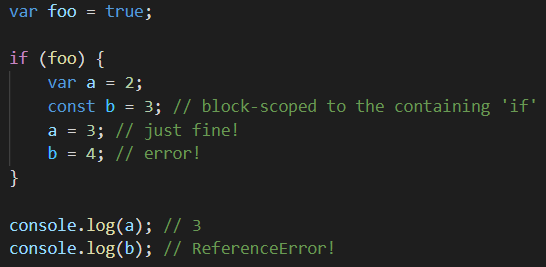 var foo = true;

if (foo) {
    var a = 2;
    const b = 3; // block-scoped to the containing 'if'
    a = 3; // just fine!
    b = 4; // error!
}

console.log(a); // 3
console.log(b); // ReferenceError!